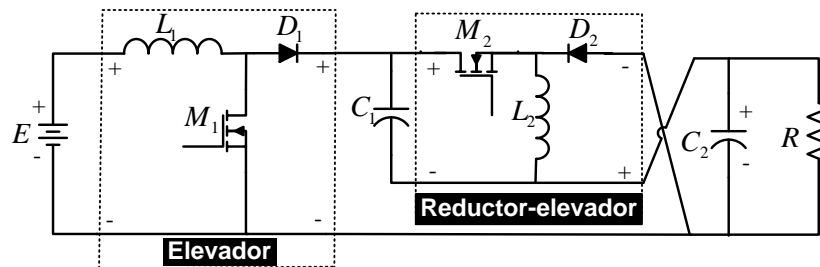 L₁
D₁
M₂
D₂
+
+
+
-
+
E
-
M₁
C₁
L₂
C₂
+
-
R
-
-
-
+
Elevador
Reductor-elevador